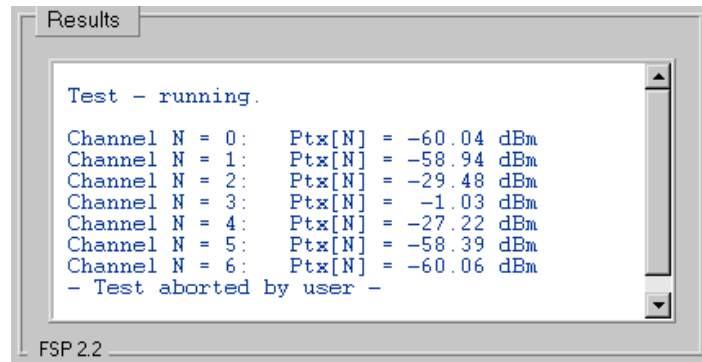 Results
Test - running.
Channel N = 0: Ptx[N] = -60.04 dBm
Channel N = 1: Ptx[N] = -58.94 dBm
Channel N = 2: Ptx[N] = -29.48 dBm
Channel N = 3: Ptx[N] = -1.03 dBm
Channel N = 4: Ptx[N] = -27.22 dBm
Channel N = 5: Ptx[N] = -58.39 dBm
Channel N = 6: Ptx[N] = -60.06 dBm
- Test aborted by user -
FSP 2.2